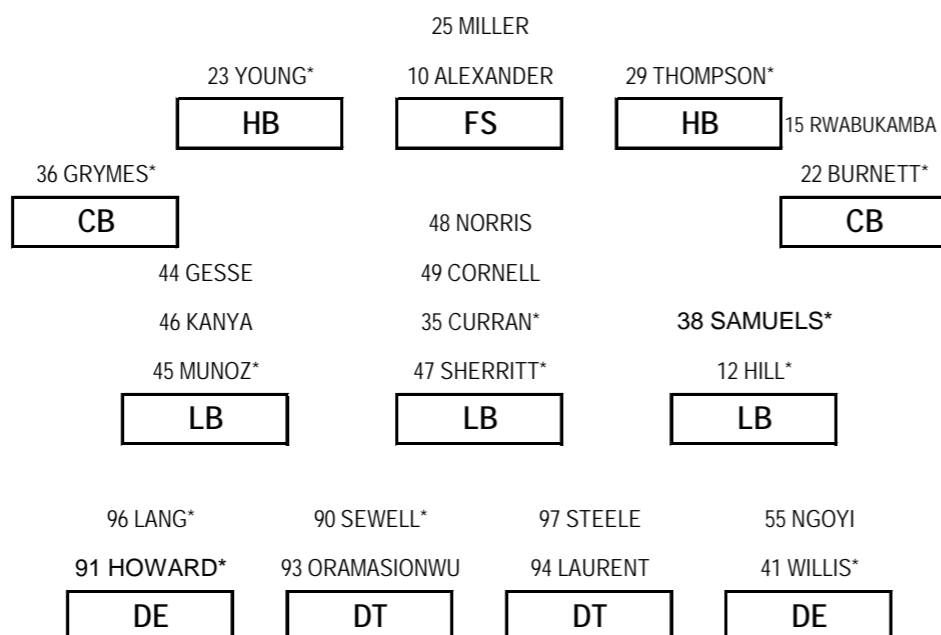 25 MILLER
23 YOUNG* 10 ALEXANDER 29 THOMPSON*
HB FS HB 15 RWABUKAMBA
36 GRYMES* 22 BURNETT*
CB 48 NORRIS CB
44 GESSE 49 CORNELL
46 KANYA 35 CURRAN* 38 SAMUELS*
45 MUNOZ* 47 SHERRITT* 12 HILL*
LB LB LB
96 LANG* 90 SEWELL* 97 STEELE 55 NGOYI
91 HOWARD* 93 ORAMASIONWU 94 LAURENT 41 WILLIS*
DE DT DT DE